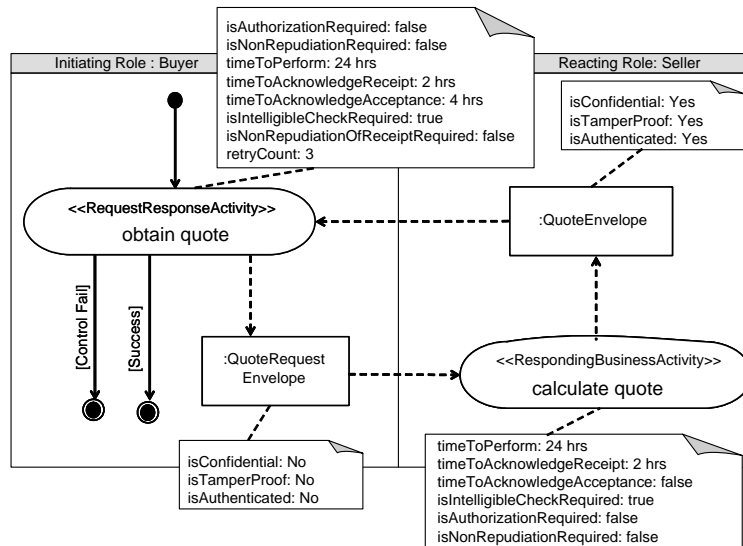 isAuthorizationRequired: false
isNonRepudiationRequired: false
timeToPerform: 24 hrs
timeToAcknowledgeReceipt: 2 hrs
timeToAcknowledgeAcceptance: 4 hrs
isIntelligibleCheckRequired: true
isNonRepudiationOfReceiptRequired: false
retryCount: 3
Initiating Role : Buyer
Reacting Role: Seller
isConfidential: Yes
isTamperProof: Yes
isAuthenticated: Yes
<<RequestResponseActivity>>
obtain quote
:QuoteEnvelope
[Control Fail]
[Success]
:QuoteRequest
Envelope
<<RespondingBusinessActivity>>
calculate quote
isConfidential: No
isTamperProof: No
isAuthenticated: No
timeToPerform: 24 hrs
timeToAcknowledgeReceipt: 2 hrs
timeToAcknowledgeAcceptance: false
isIntelligibleCheckRequired: true
isAuthorizationRequired: false
isNonRepudiationRequired: false